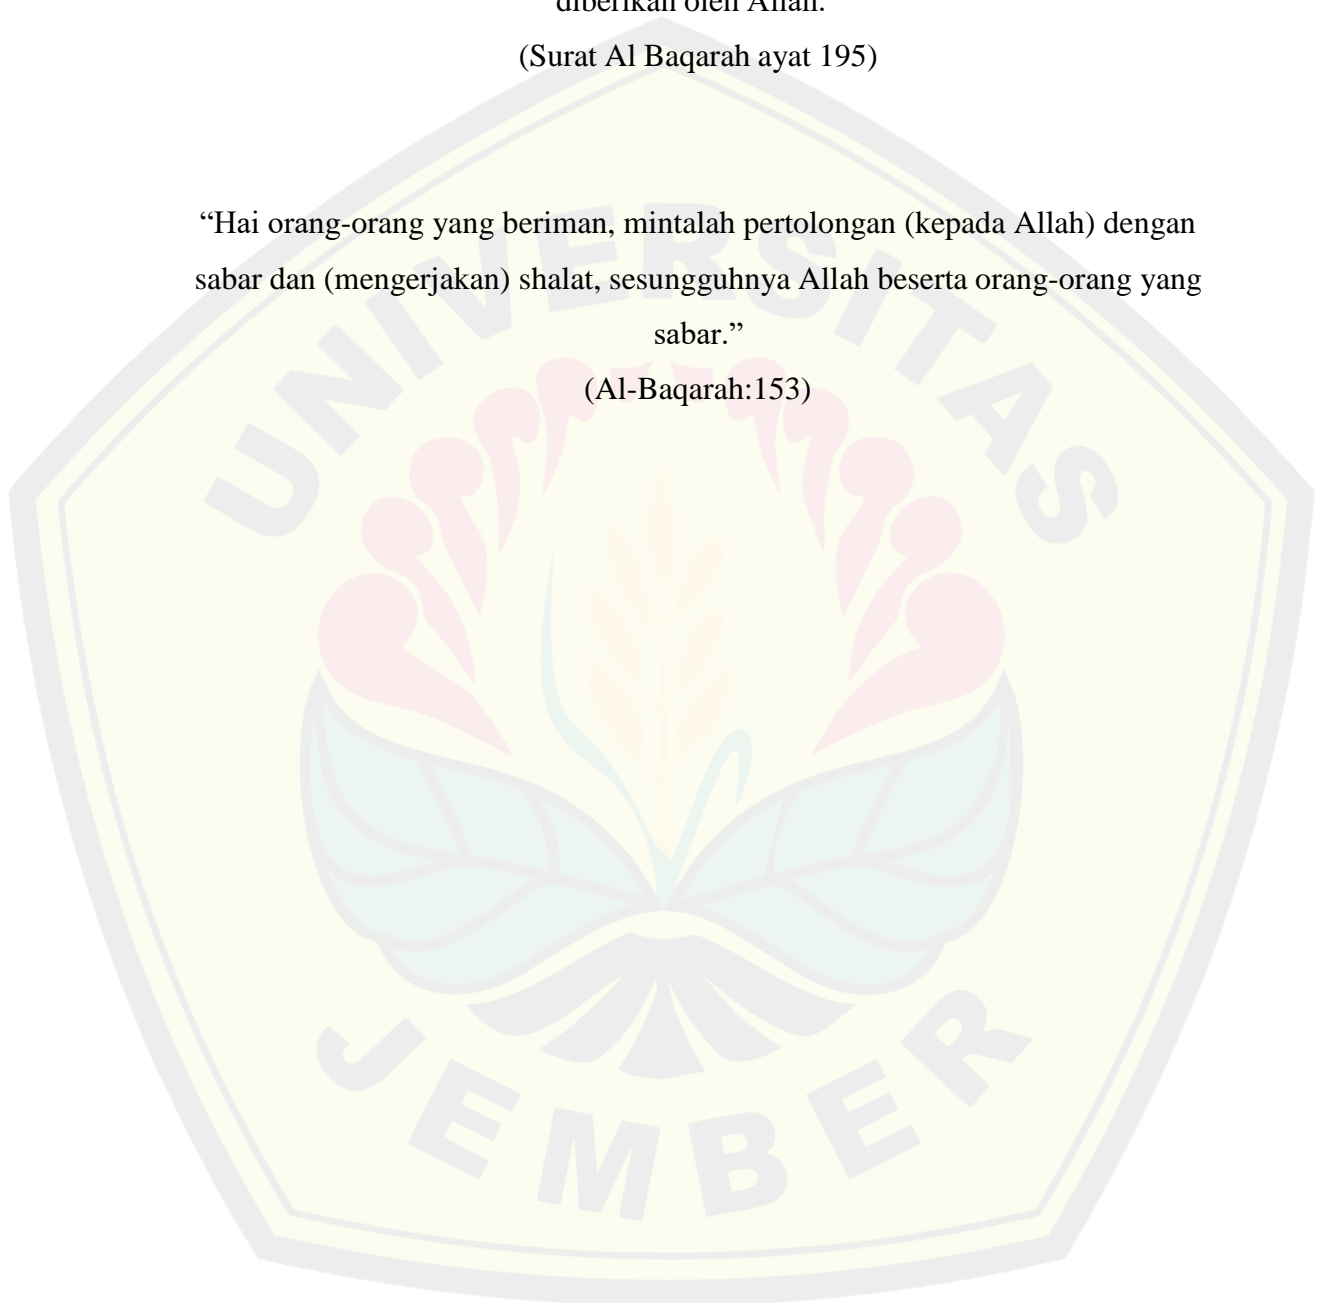 diberikan oleh Allah.
(Surat Al Baqarah ayat 195)
“Hai orang-orang yang beriman, mintalah pertolongan (kepada Allah) dengan
sabar dan (mengerjakan) shalat, sesungguhnya Allah beserta orang-orang yang
sabar.”
(Al-Baqarah:153)
UNIVERSITAS
JEMBER